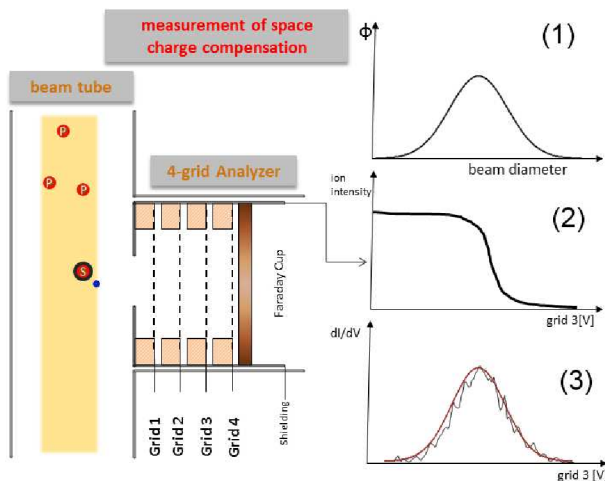 measurement of space
charge compensation
beam tube
P
P
P
S
4-grid Analyzer
Faraday Cup
Grid 1
Grid 2
Grid 3
Grid 4
shielding
Φ
(1)
beam diameter
ion
intensity
(2)
grid 3[V]
dI/dV
(3)
grid 3 [V]